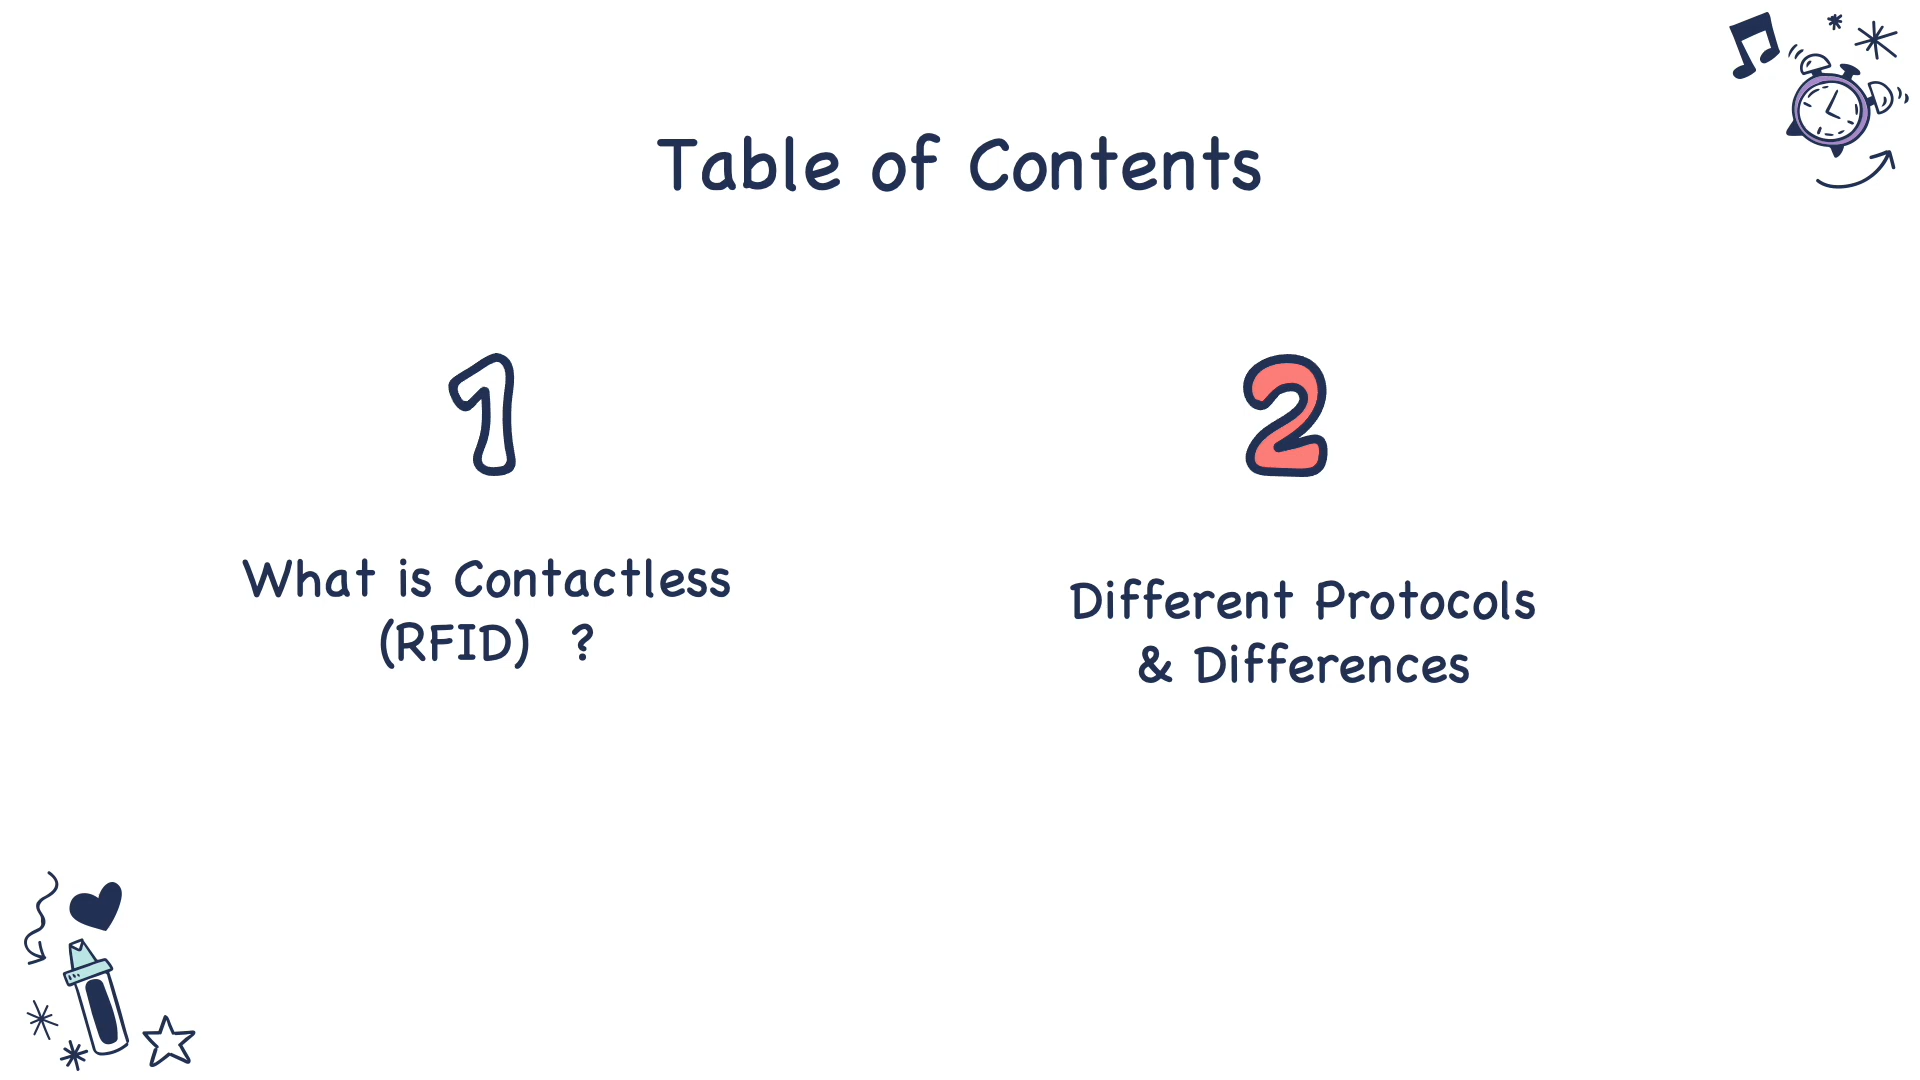 Table of Contents
1
What is Contactless
(RFID) ?
2
Different Protocols
& Differences